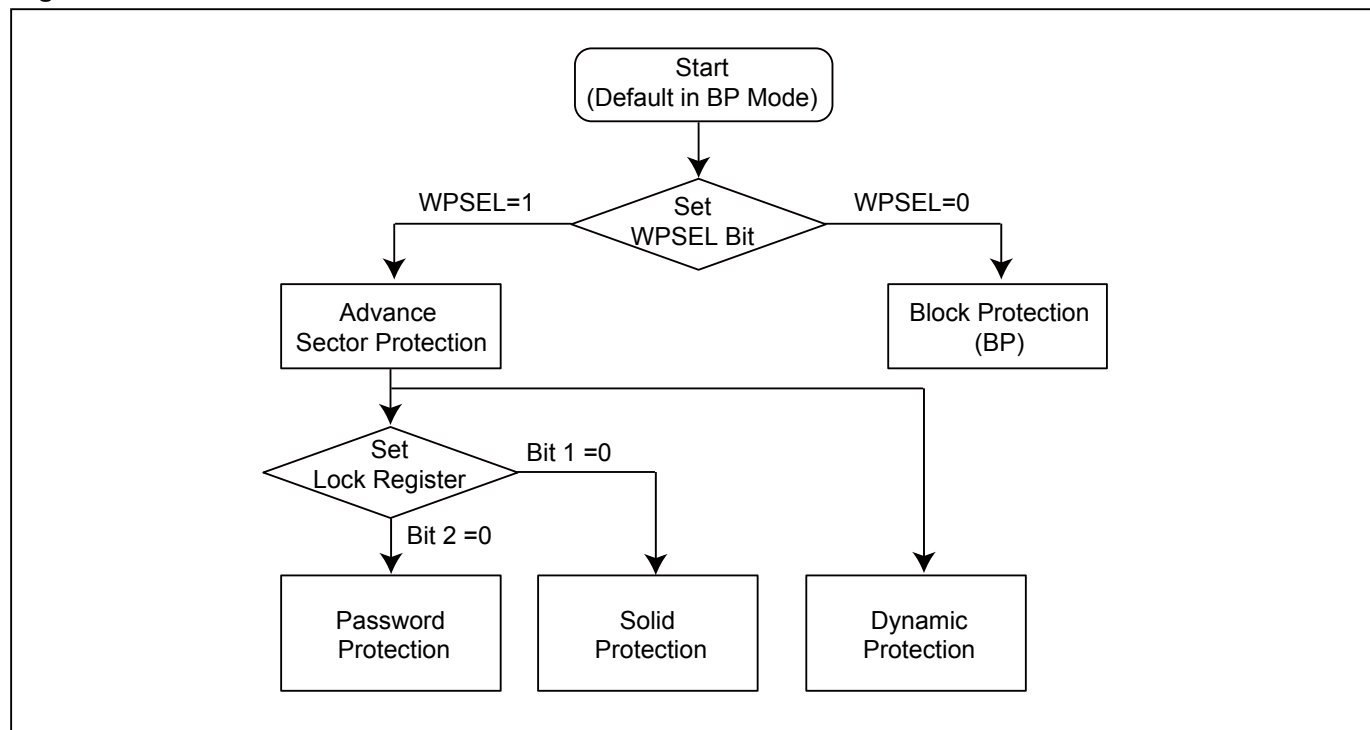 Start
(Default in BP Mode)
WPSEL=1
Set
WPSEL Bit
WPSEL=0
Advance
Sector Protection
Block Protection
(BP)
Set
Lock Register
Bit 1 =0
Bit 2 =0
Password
Protection
Solid
Protection
Dynamic
Protection